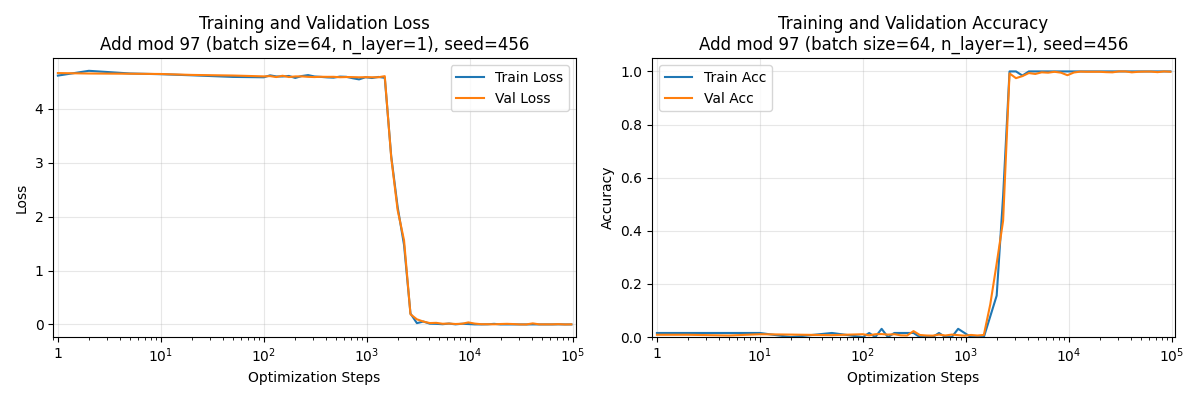 Training and Validation Loss
Add mod 97 (batch size=64, n_layer=1), seed=456
Train Loss
Val Loss
4
3
2
1
0
Loss
1
10^1
10^2
10^3
10^4
10^5
Optimization Steps
Training and Validation Accuracy
Add mod 97 (batch size=64, n_layer=1), seed=456
Train Acc
Val Acc
1.0
0.8
0.6
0.4
0.2
0.0
Accuracy
1
10^1
10^2
10^3
10^4
10^5
Optimization Steps